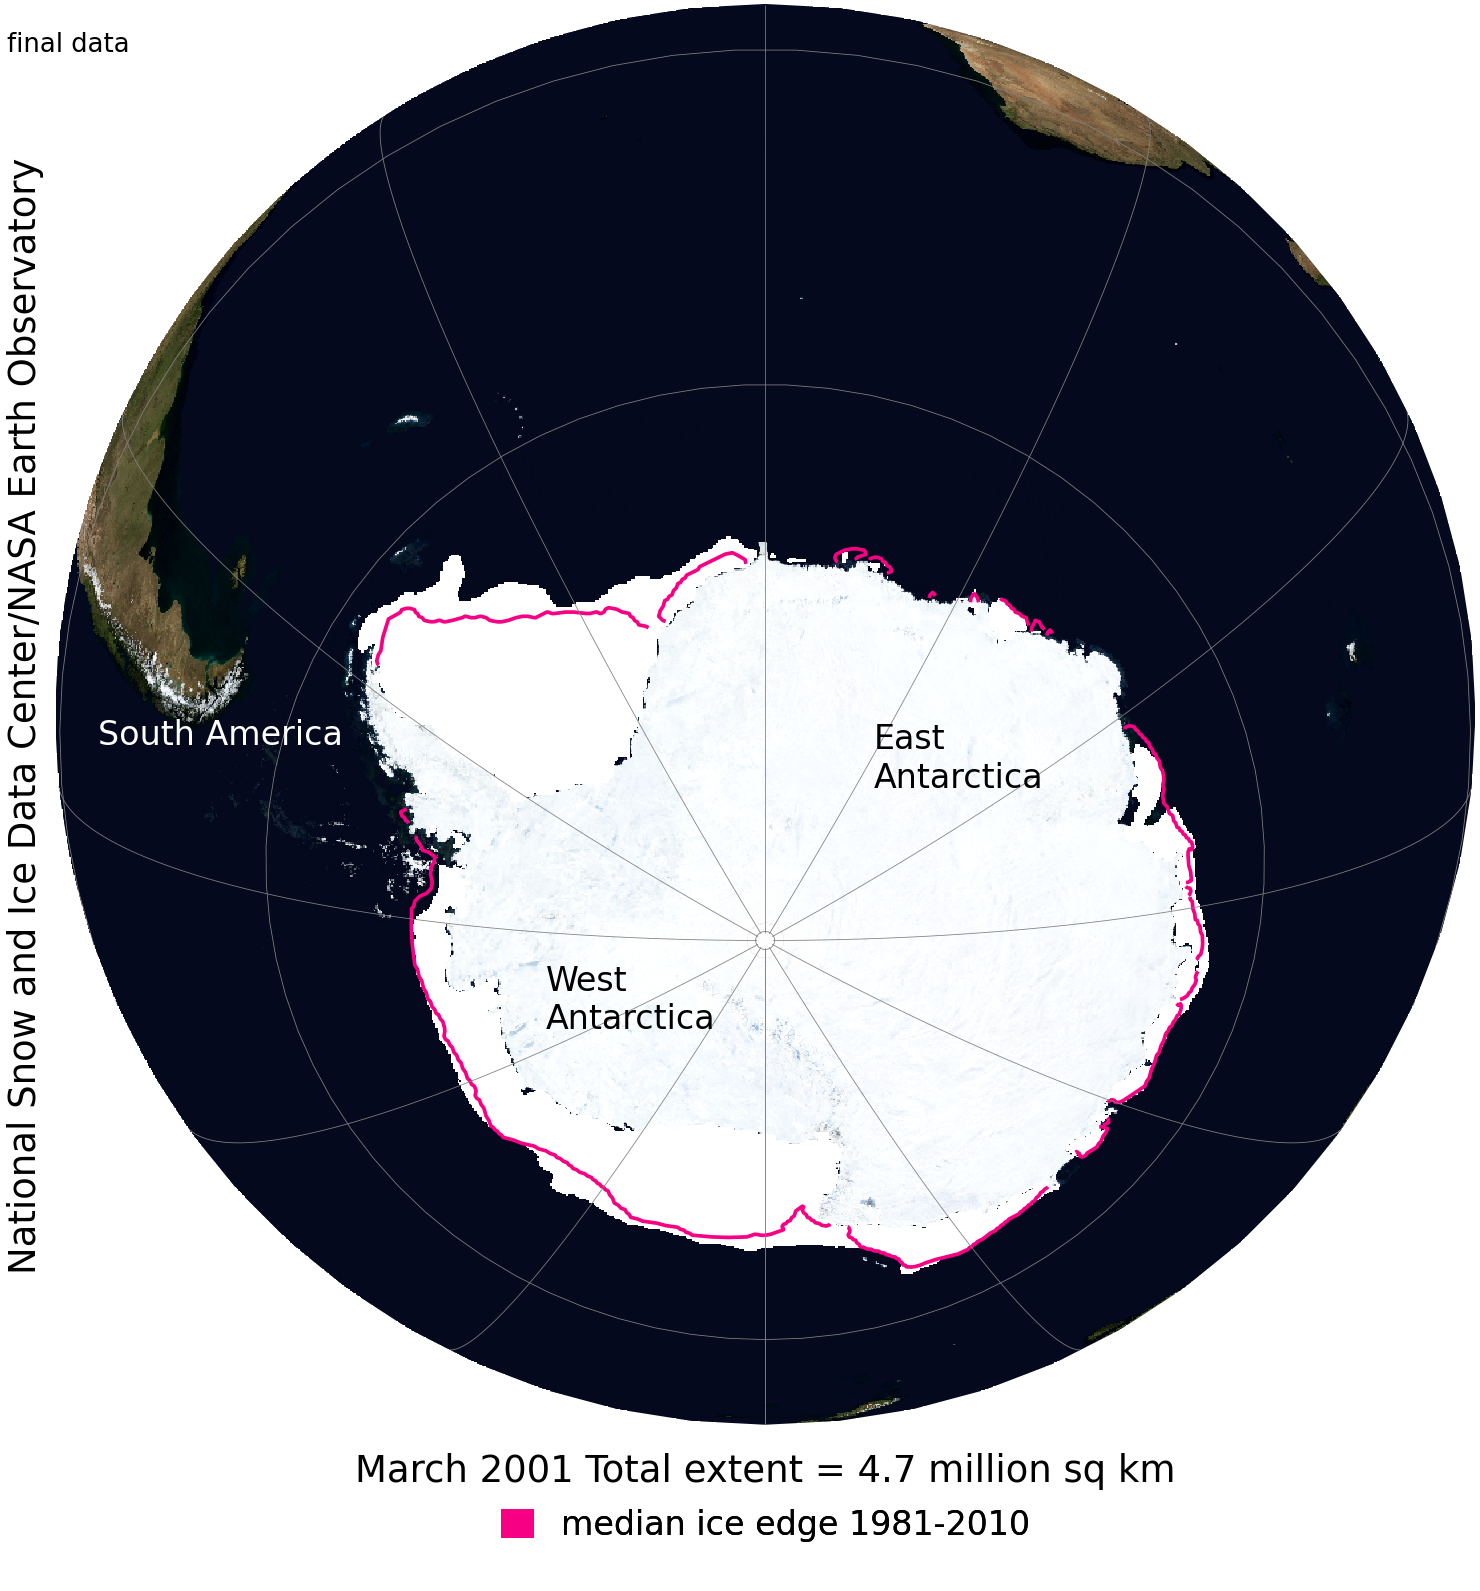 final data
National Snow and Ice Data Center/NASA Earth Observatory
South America
East
Antarctica
West
Antarctica
March 2001 Total extent = 4.7 million sq km
median ice edge 1981-2010